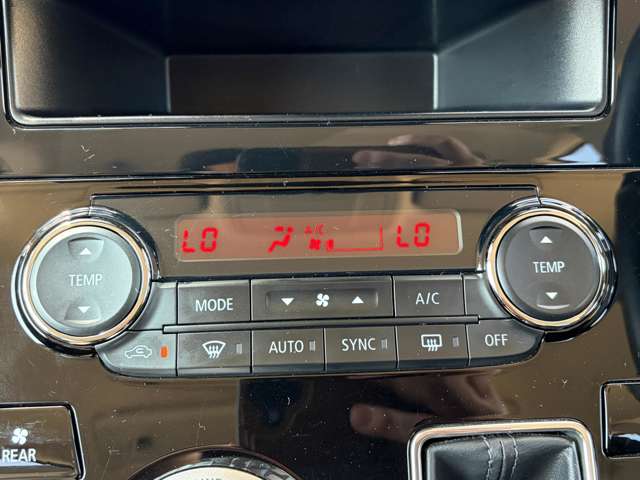 LO A/C LO
TEMP
TEMP
MODE A/C
AUTO SYNC OFF
REAR